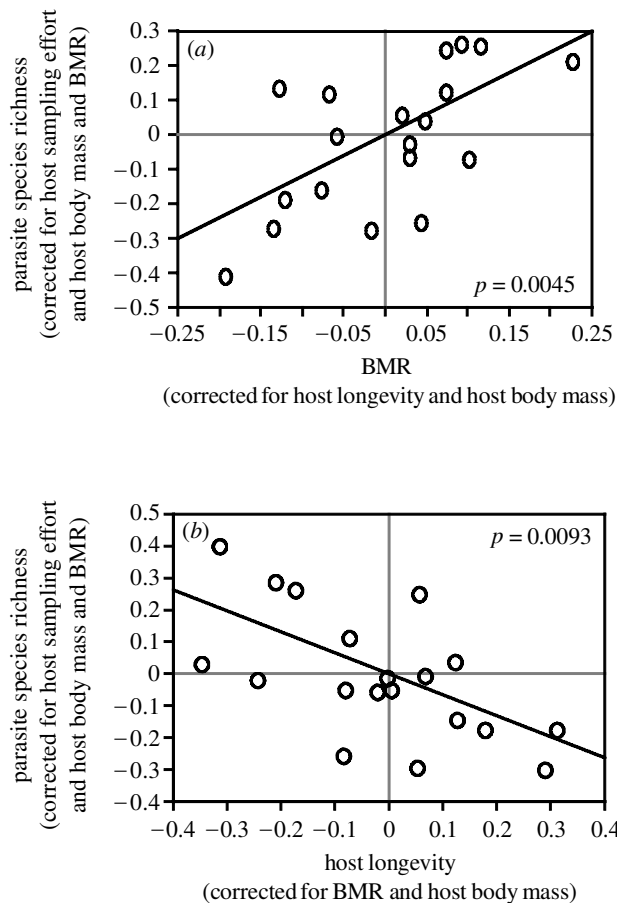 (a)
0.3
0.2
0.1
0
−0.1
−0.2
−0.3
−0.4
−0.5
parasite species richness
(corrected for host sampling effort
and host body mass and BMR)
p = 0.0045
−0.25 −0.15 −0.05 0.05 0.15 0.25
BMR
(corrected for host longevity and host body mass)
(b)
0.5
0.4
0.3
0.2
0.1
0
−0.1
−0.2
−0.3
−0.4
parasite species richness
(corrected for host sampling effort
and host body mass and BMR)
p = 0.0093
−0.4 −0.3 −0.2 −0.1 0 0.1 0.2 0.3 0.4
host longevity
(corrected for BMR and host body mass)